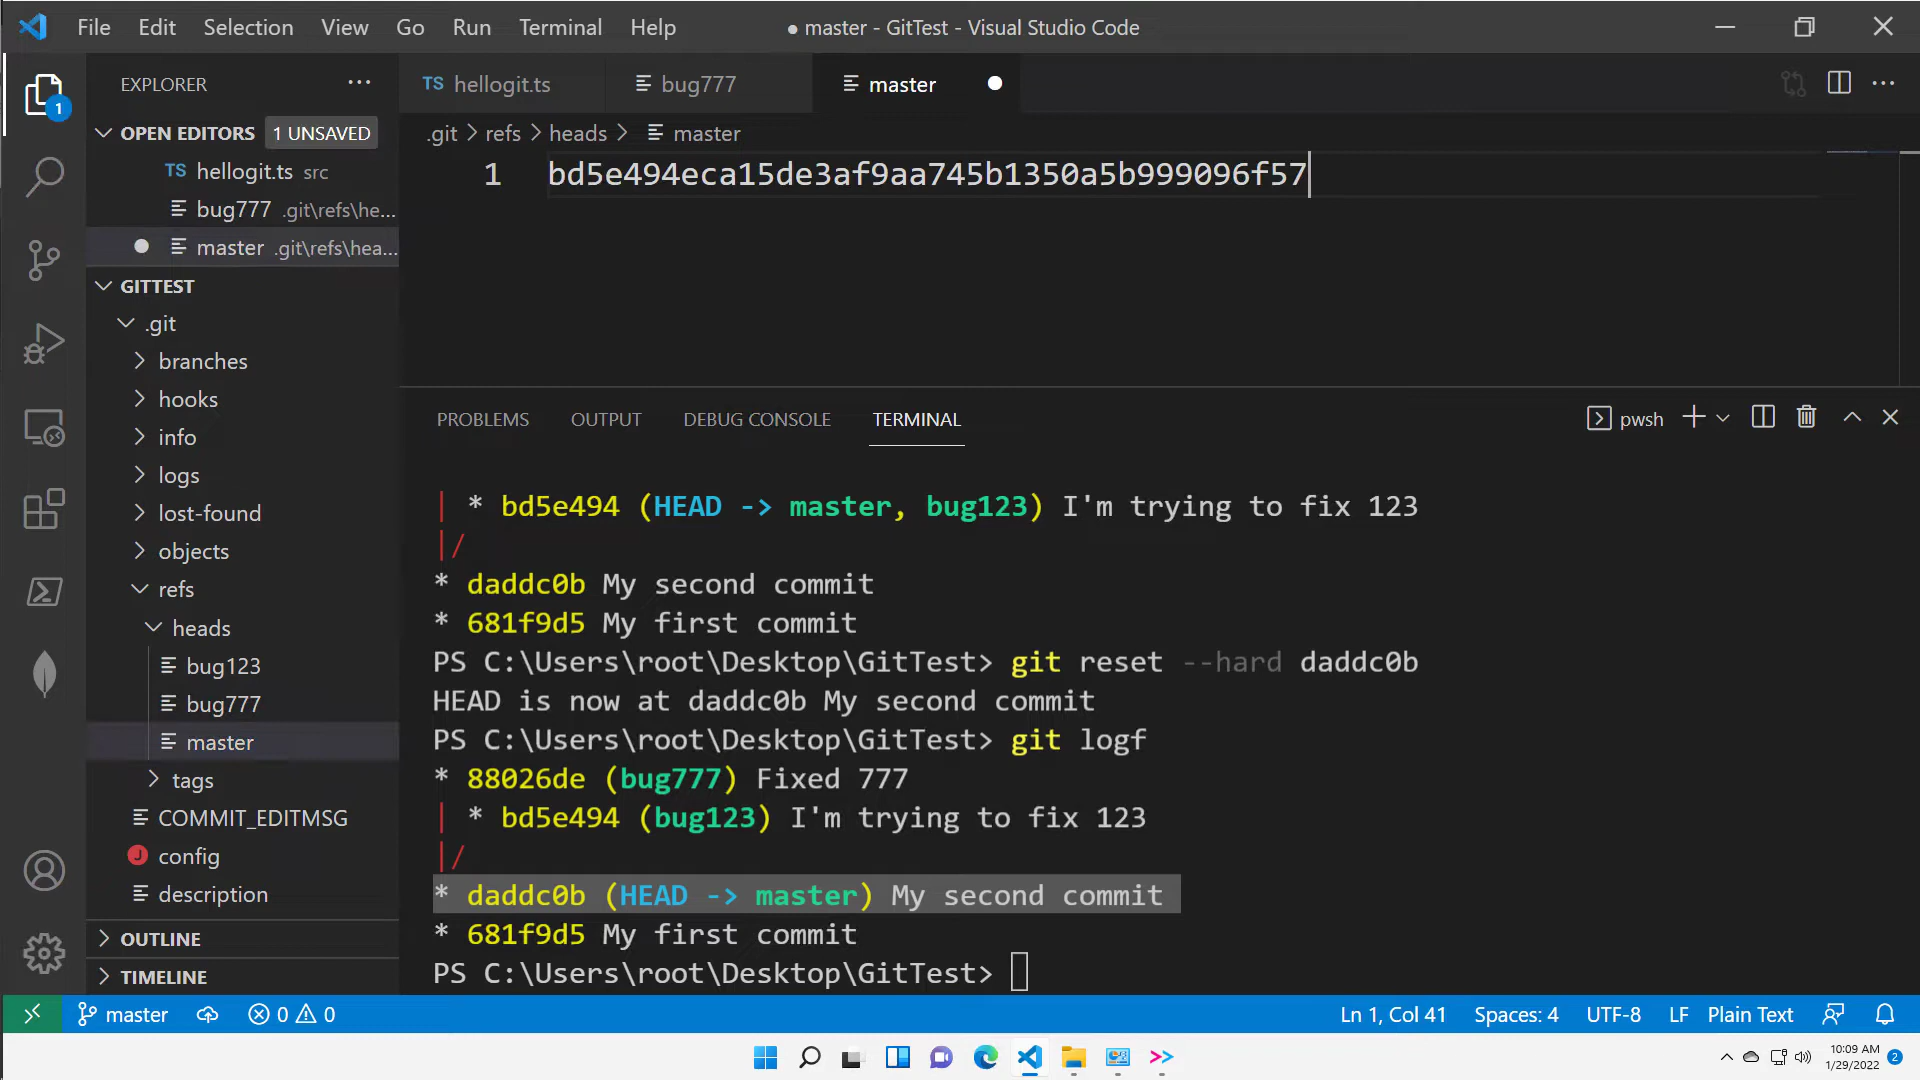 File Edit Selection View Go Run Terminal Help ● master - GitTest - Visual Studio Code
EXPLORER ···
TS hellogit.ts bug777 master
OPEN EDITORS 1 UNSAVED
TS hellogit.ts src
bug777 .git\refs\he...
master .git\refs\hea...
GITTEST
.git
branches
hooks
info
logs
lost-found
objects
refs
heads
bug123
bug777
master
tags
COMMIT_EDITMSG
config
description
OUTLINE
TIMELINE
.git > refs > heads > master
1 bd5e494eca15de3af9aa745b1350a5b999096f57
PROBLEMS OUTPUT DEBUG CONSOLE TERMINAL pwsh
| * bd5e494 (HEAD -> master, bug123) I'm trying to fix 123
|/
* daddc0b My second commit
* 681f9d5 My first commit
PS C:\Users\root\Desktop\GitTest> git reset --hard daddc0b
HEAD is now at daddc0b My second commit
PS C:\Users\root\Desktop\GitTest> git logf
* 88026de (bug777) Fixed 777
| * bd5e494 (bug123) I'm trying to fix 123
|/
* daddc0b (HEAD -> master) My second commit
* 681f9d5 My first commit
PS C:\Users\root\Desktop\GitTest>
master 0 0 Ln 1, Col 41 Spaces: 4 UTF-8 LF Plain Text
10:09 AM
1/29/2022
1
J
2